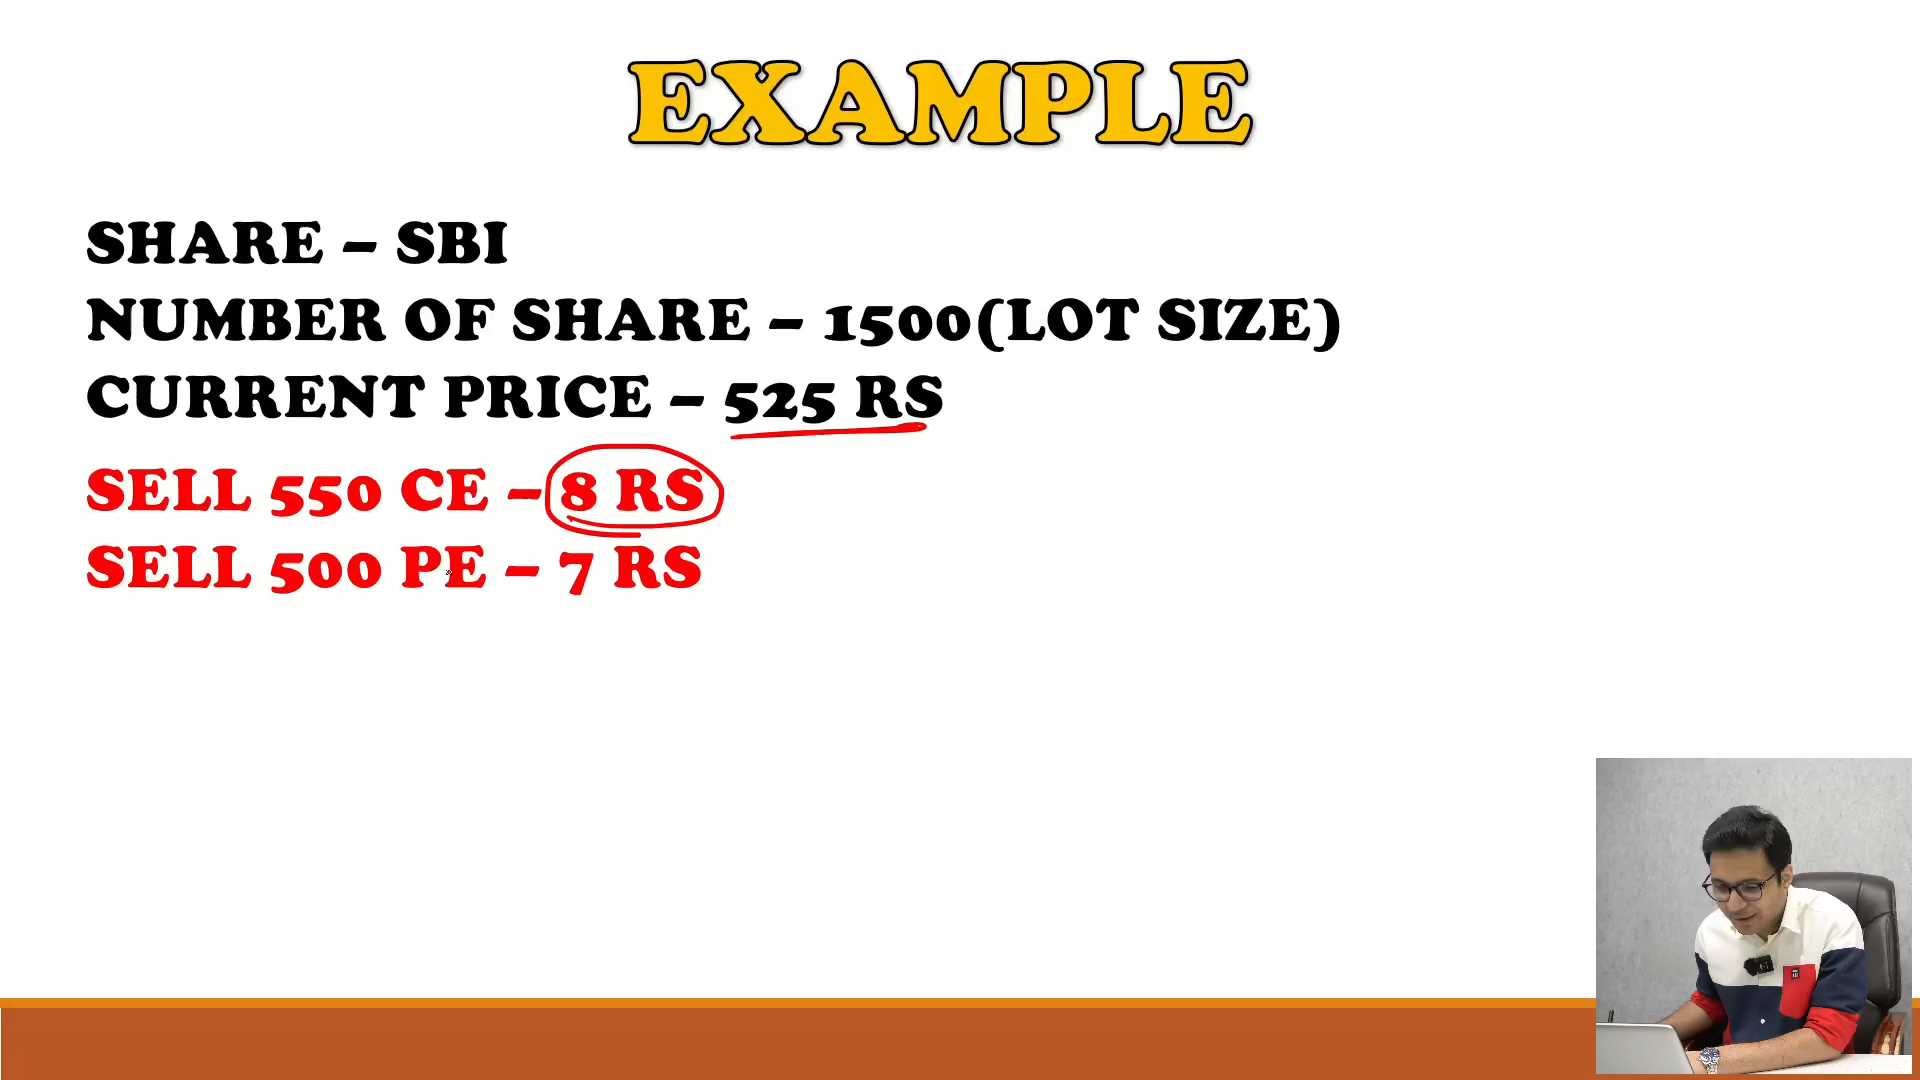 EXAMPLE
SHARE – SBI
NUMBER OF SHARE – 1500(LOT SIZE)
CURRENT PRICE – 525 RS
SELL 550 CE – 8 RS
SELL 500 PE – 7 RS